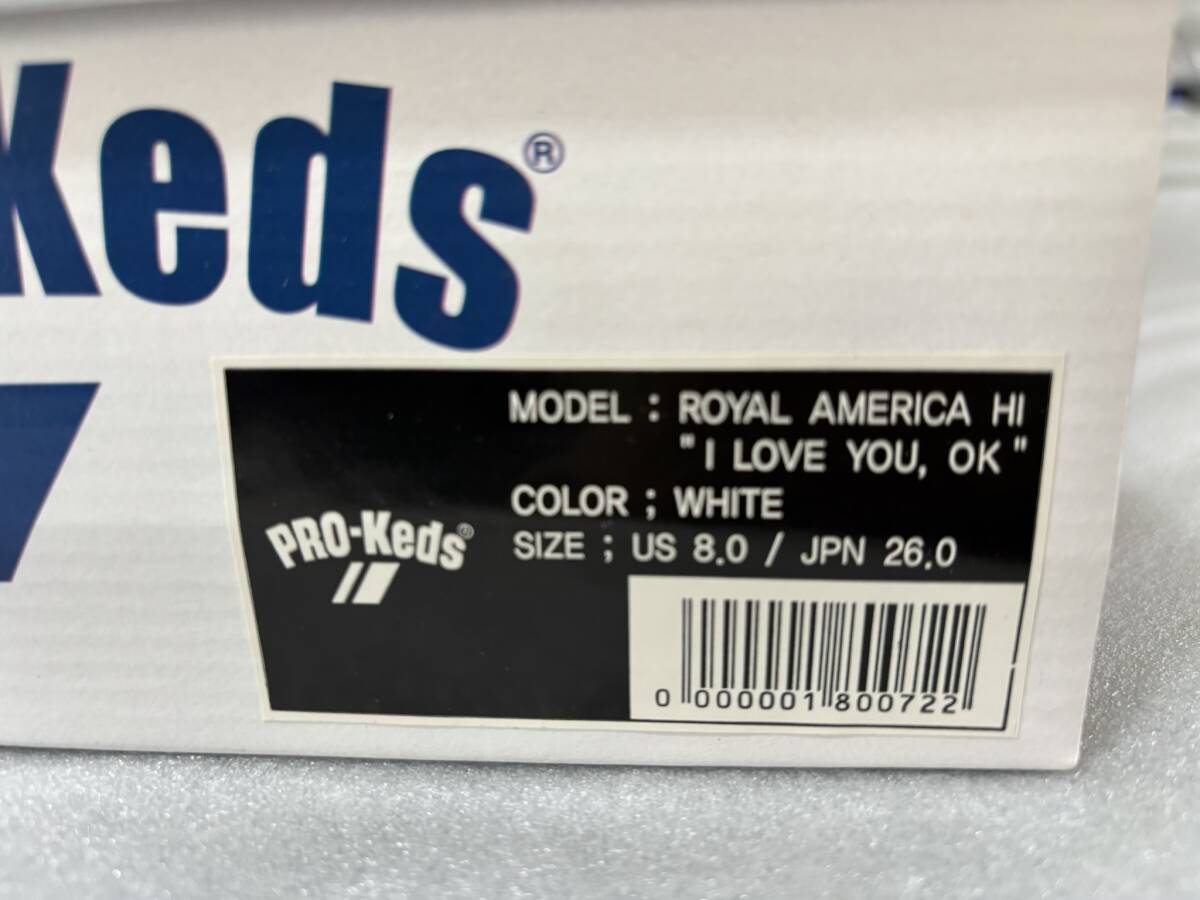 Keds®
MODEL : ROYAL AMERICA HI
"I LOVE YOU, OK"
COLOR ; WHITE
SIZE ; US 8.0 / JPN 26.0
PRO-Keds®
0 000001 800722